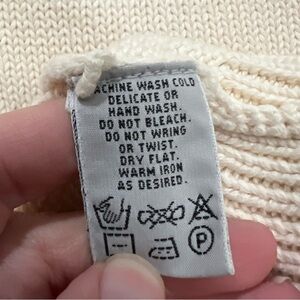 MACHINE WASH COLD
DELICATE OR
HAND WASH.
DO NOT BLEACH.
DO NOT WRING
OR TWIST.
DRY FLAT.
WARM IRON
AS DESIRED.
P